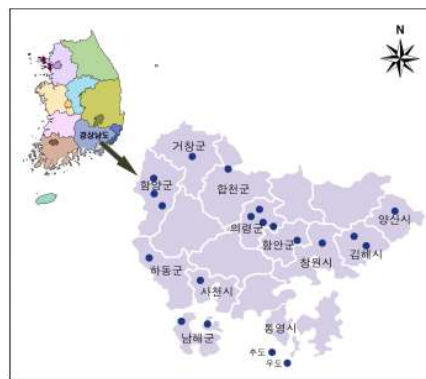 N
경상남도
거창군
함양군
합천군
양산시
의령군
함안군
김해시
창원시
하동군
사천시
통영시
남해군
추도
우도